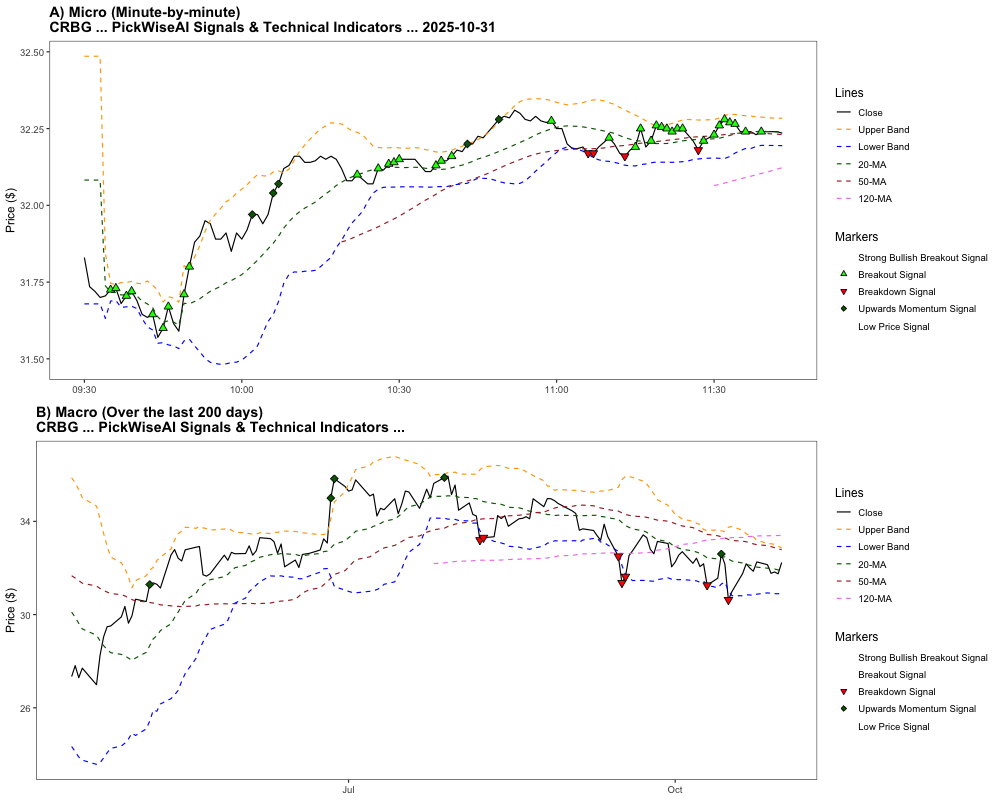 A) Micro (Minute-by-minute)
CRBG ... PickWiseAI Signals & Technical Indicators ... 2025-10-31
Price ($)
32.50
32.25
32.00
31.75
31.50
09:30
10:00
10:30
11:00
11:30
Lines
Close
Upper Band
Lower Band
20-MA
50-MA
120-MA
Markers
Strong Bullish Breakout Signal
Breakout Signal
Breakdown Signal
Upwards Momentum Signal
Low Price Signal
B) Macro (Over the last 200 days)
CRBG ... PickWiseAI Signals & Technical Indicators ...
Price ($)
34
30
26
Jul
Oct
Lines
Close
Upper Band
Lower Band
20-MA
50-MA
120-MA
Markers
Strong Bullish Breakout Signal
Breakout Signal
Breakdown Signal
Upwards Momentum Signal
Low Price Signal